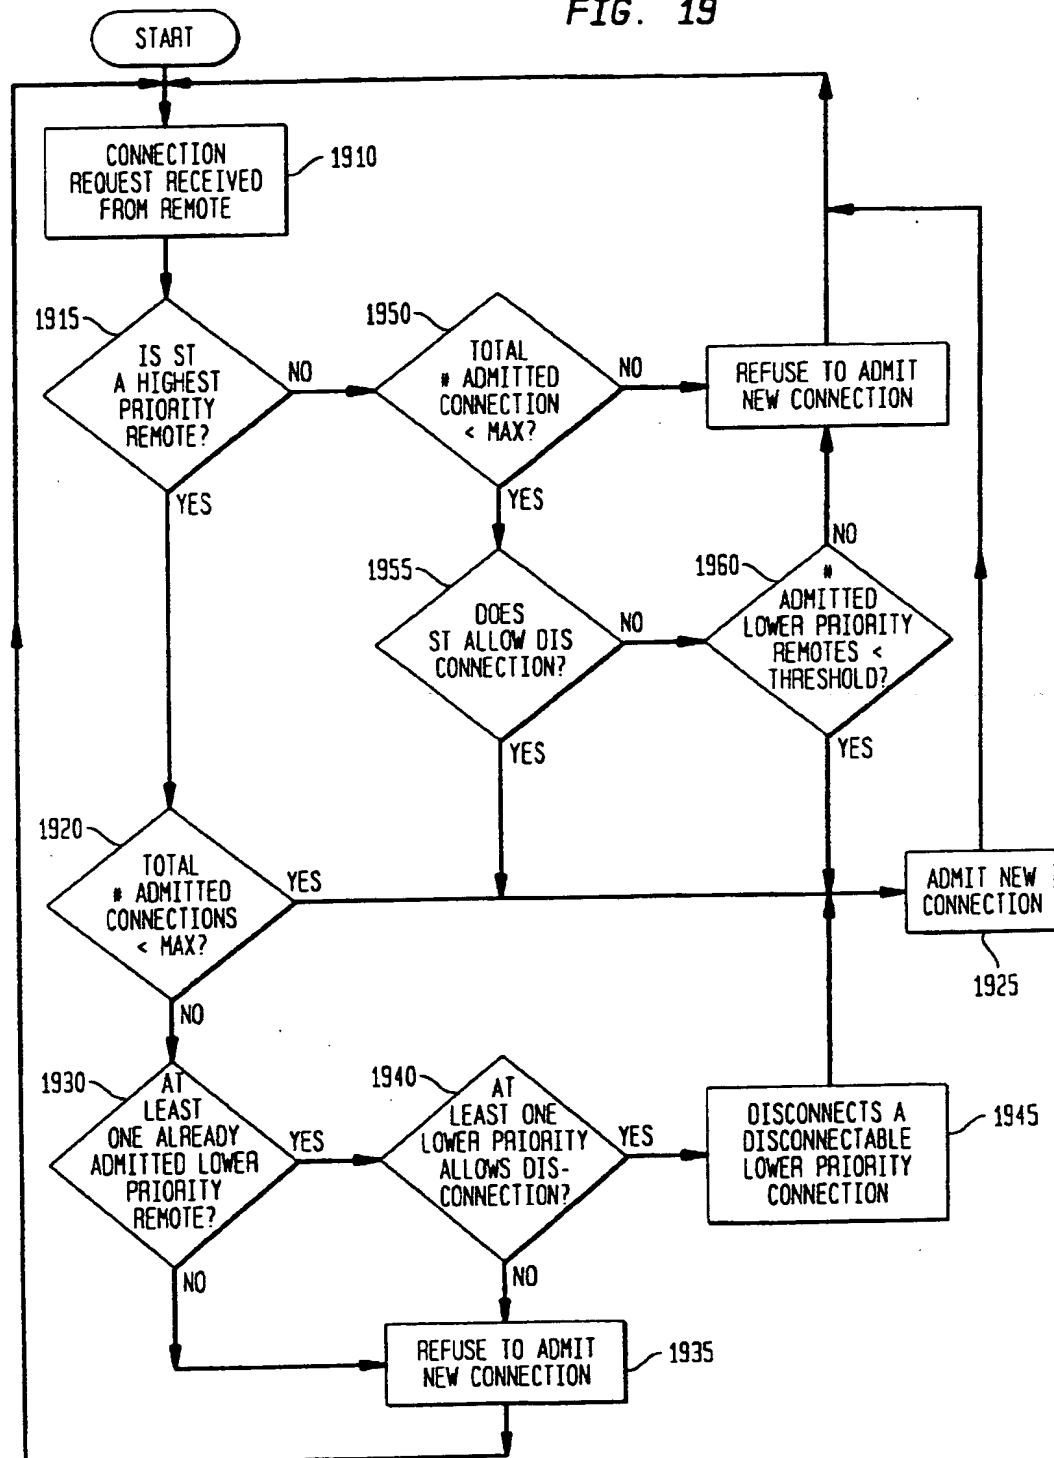 FIG. 19
START
CONNECTION
REQUEST RECEIVED
FROM REMOTE
1910
1915
IS ST
A HIGHEST
PRIORITY
REMOTE?
NO
YES
1950
TOTAL
# ADMITTED
CONNECTION
< MAX?
NO
YES
REFUSE TO ADMIT
NEW CONNECTION
1955
DOES
ST ALLOW DIS
CONNECTION?
NO
YES
1960
#
ADMITTED
LOWER PRIORITY
REMOTES <
THRESHOLD?
NO
YES
1920
TOTAL
# ADMITTED
CONNECTIONS
< MAX?
YES
NO
ADMIT NEW
CONNECTION
1925
1930
AT
LEAST
ONE ALREADY
ADMITTED LOWER
PRIORITY
REMOTE?
YES
NO
1940
AT
LEAST ONE
LOWER PRIORITY
ALLOWS DIS-
CONNECTION?
YES
NO
DISCONNECTS A
DISCONNECTABLE
LOWER PRIORITY
CONNECTION
1945
REFUSE TO ADMIT
NEW CONNECTION
1935